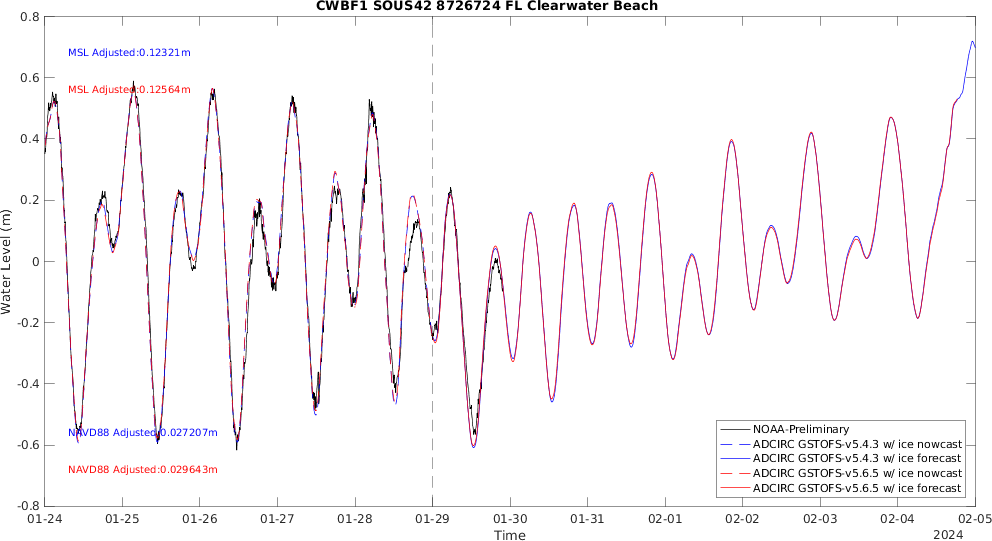 CWBF1 SOUS42 8726724 FL Clearwater Beach
0.8
0.6
0.4
0.2
0
-0.2
-0.4
-0.6
-0.8
Water Level (m)
MSL Adjusted:0.12321m
MSL Adjusted:0.12564m
NAVD88 Adjusted:0.027207m
NAVD88 Adjusted:0.029643m
NOAA-Preliminary
ADCIRC GSTOFS-v5.4.3 w/ ice nowcast
ADCIRC GSTOFS-v5.4.3 w/ ice forecast
ADCIRC GSTOFS-v5.6.5 w/ ice nowcast
ADCIRC GSTOFS-v5.6.5 w/ ice forecast
01-24 01-25 01-26 01-27 01-28 01-29 01-30 01-31 02-01 02-02 02-03 02-04 02-05
Time
2024